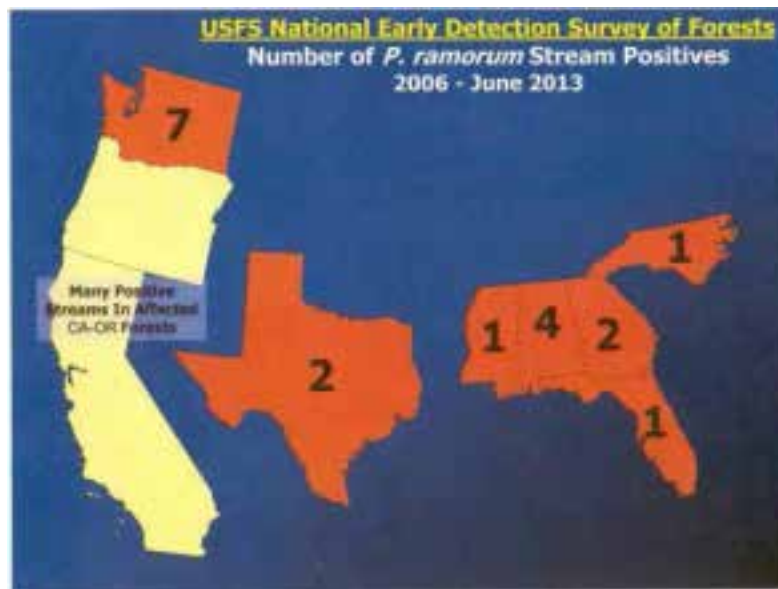 USFS National Early Detection Survey of Forests
Number of P. ramorum Stream Positives
2006 - June 2013
7
Many Positive
Streams In Affected
CA-OR Forests
2
1
4
2
1
1